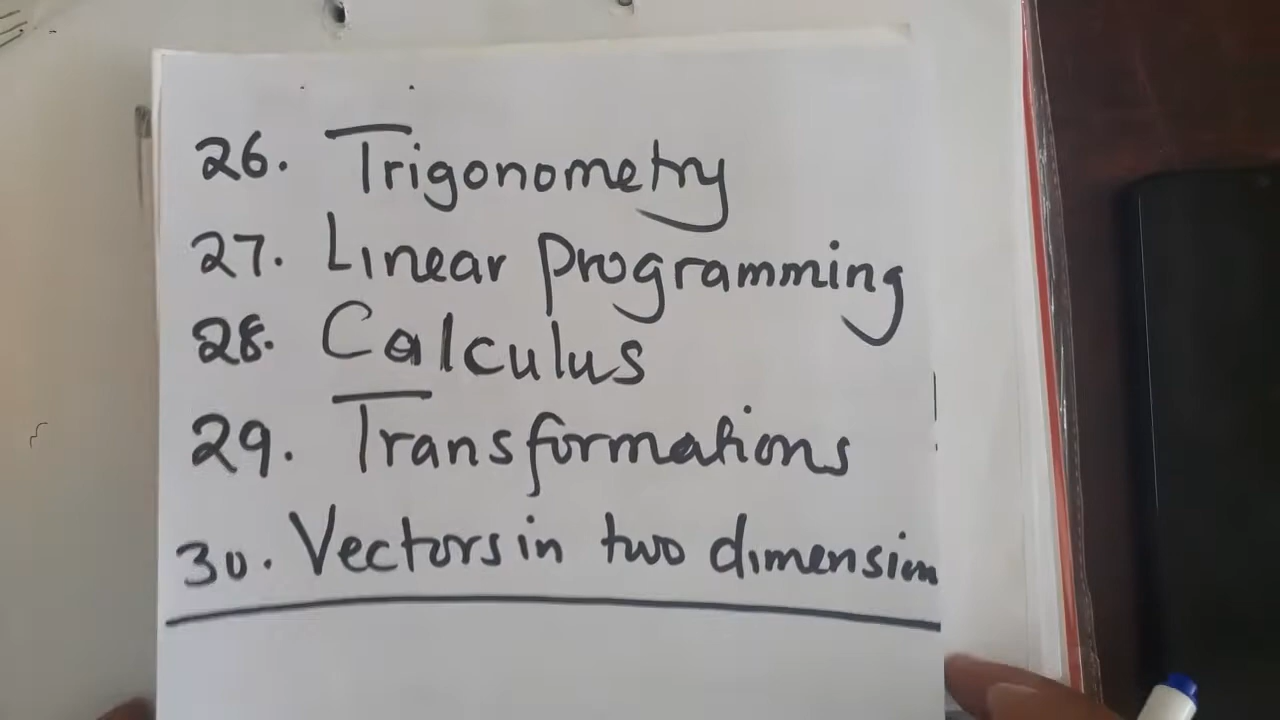 26. Trigonometry
27. Linear Programming
28. Calculus
29. Transformations
30. Vectors in two dimension